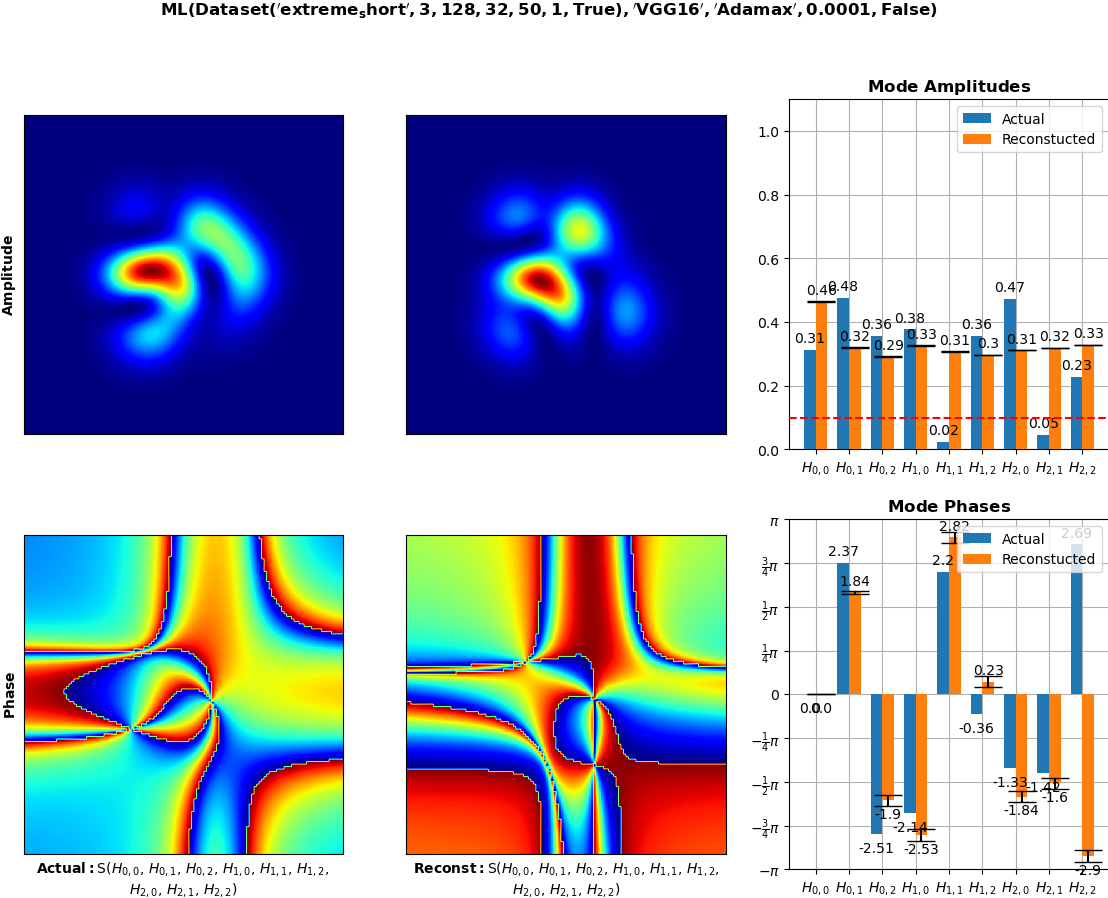 ML(Dataset('extreme_short', 3, 128, 32, 50, 1, True), 'VGG16', 'Adamax', 0.0001, False)
Amplitude
Mode Amplitudes
Actual
Reconstucted
1.0
0.8
0.6
0.4
0.2
0.0
0.31
0.46
0.48
0.32
0.36
0.29
0.38
0.33
0.02
0.31
0.36
0.3
0.47
0.31
0.05
0.32
0.23
0.33
H0,0 H0,1 H0,2 H1,0 H1,1 H1,2 H2,0 H2,1 H2,2
Phase
Actual: S(H0,0, H0,1, H0,2, H1,0, H1,1, H1,2,
H2,0, H2,1, H2,2)
Reconst: S(H0,0, H0,1, H0,2, H1,0, H1,1, H1,2,
H2,0, H2,1, H2,2)
Mode Phases
Actual
Reconstucted
π
3/4π
1/2π
1/4π
0
−1/4π
−1/2π
−3/4π
−π
0.0
0.0
2.37
1.84
-2.51
-1.9
-2.14
-2.53
2.2
2.82
-0.36
0.23
-1.33
-1.84
-1.42
-1.6
2.69
-2.9
H0,0 H0,1 H0,2 H1,0 H1,1 H1,2 H2,0 H2,1 H2,2